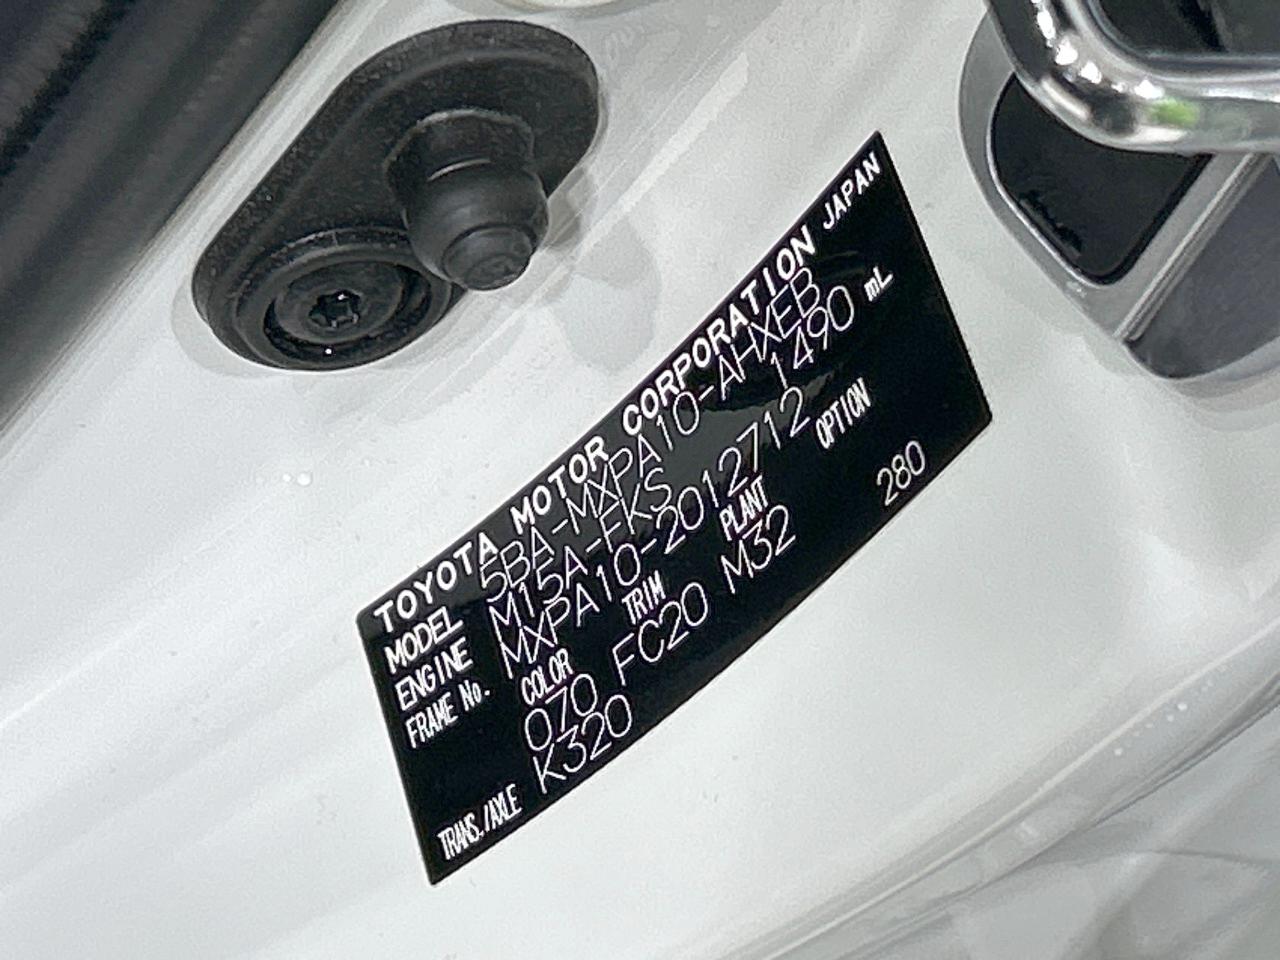 TOYOTA MOTOR CORPORATION JAPAN
MODEL 5BA-MXPA10-AHXEB
ENGINE M15A-FKS 1490 mL
FRAME No. MXPA10-2012712
COLOR TRIM PLANT OPTION
070 FC20 M32 280
TRANS./AXLE K320